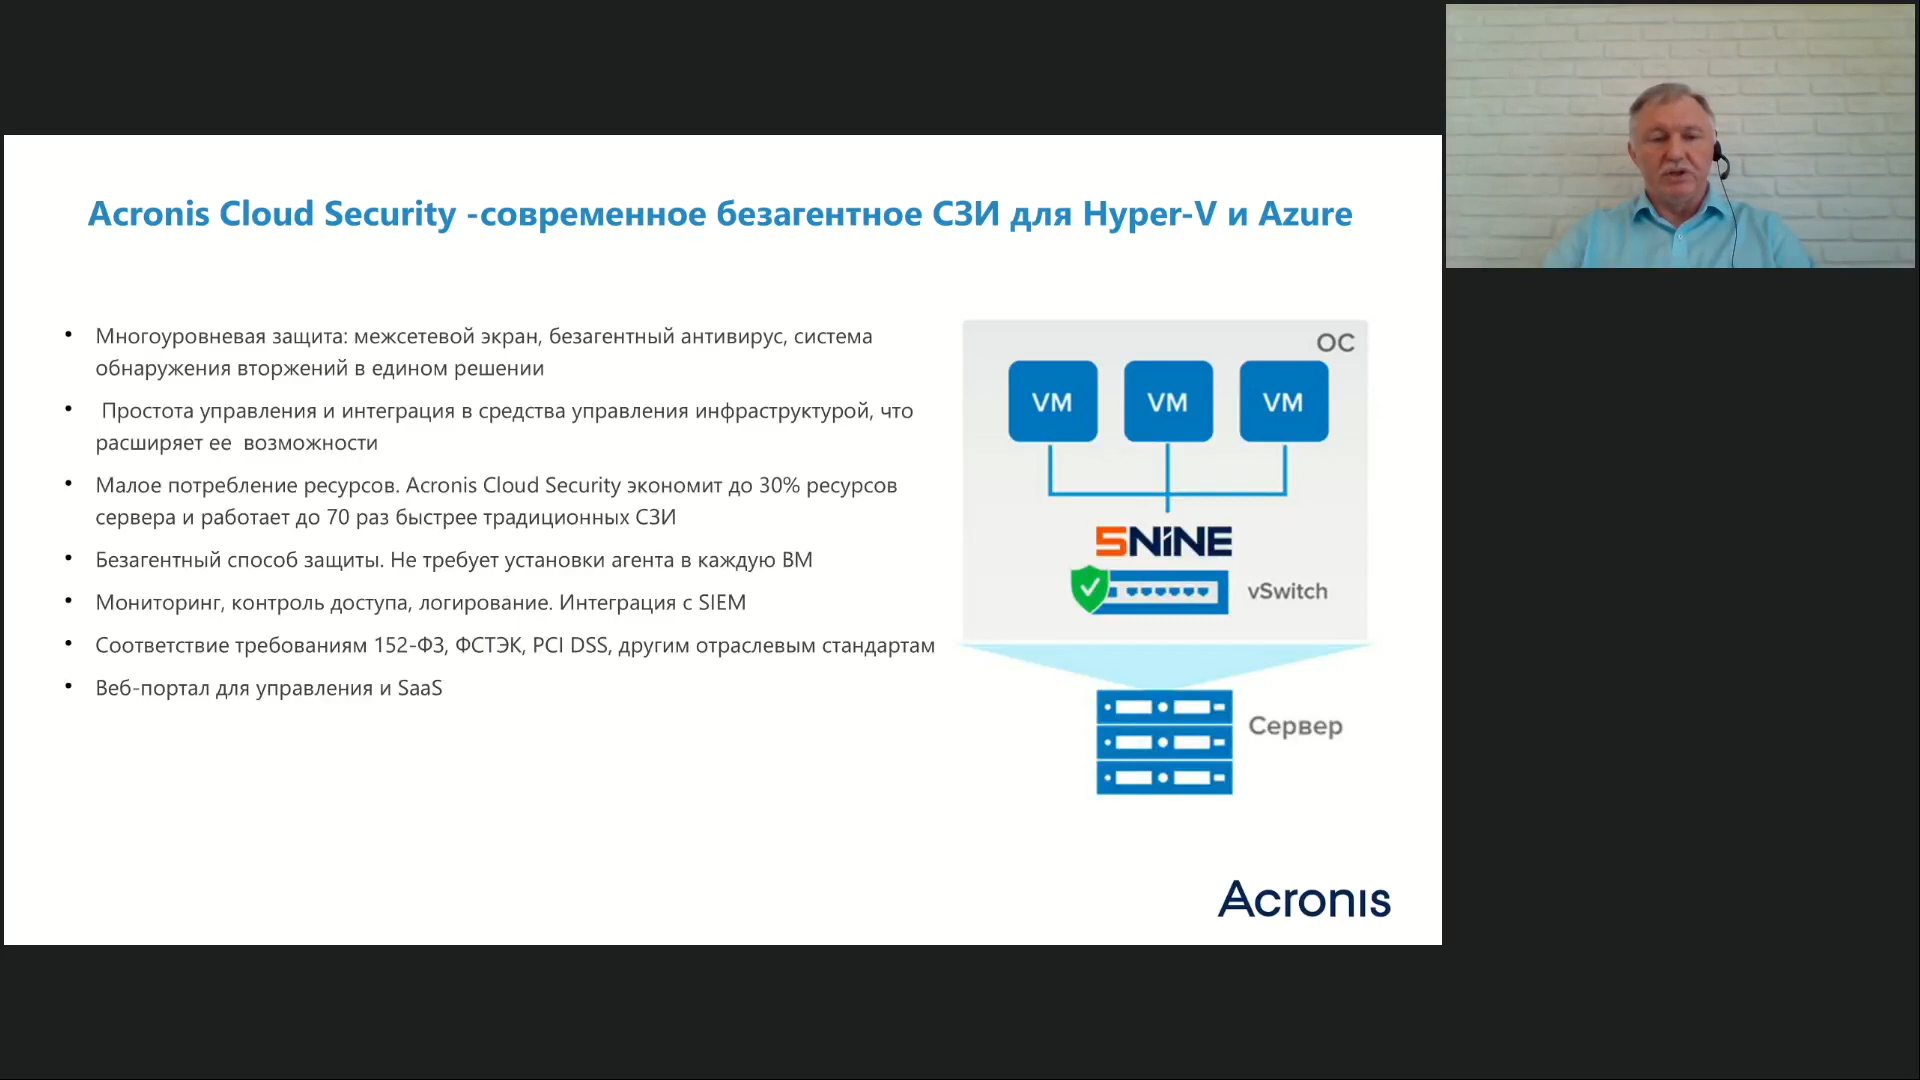 Acronis Cloud Security -современное безагентное СЗИ для Hyper-V и Azure
• Многоуровневая защита: межсетевой экран, безагентный антивирус, система
обнаружения вторжений в едином решении
• Простота управления и интеграция в средства управления инфраструктурой, что
расширяет ее возможности
• Малое потребление ресурсов. Acronis Cloud Security экономит до 30% ресурсов
сервера и работает до 70 раз быстрее традиционных СЗИ
• Безагентный способ защиты. Не требует установки агента в каждую ВМ
• Мониторинг, контроль доступа, логирование. Интеграция с SIEM
• Соответствие требованиям 152-ФЗ, ФСТЭК, PCI DSS, другим отраслевым стандартам
• Веб-портал для управления и SaaS
ОС
VM VM VM
5NINE
vSwitch
Сервер
Acronis